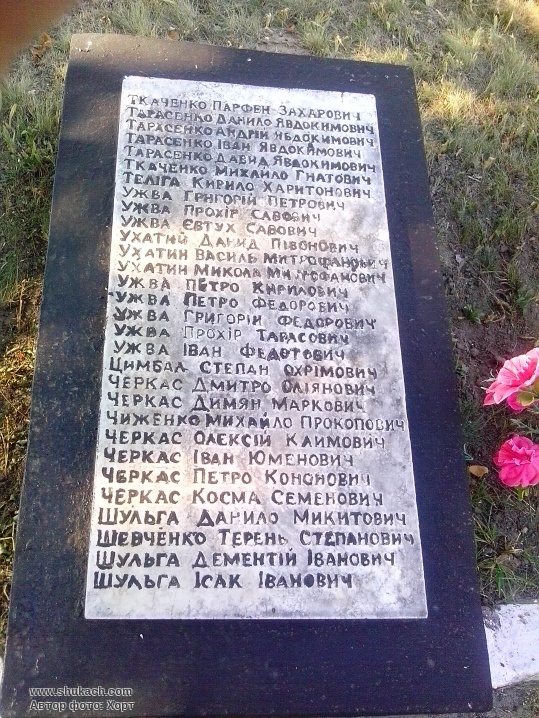 ТКАЧЕНКО ПАРФЕН ЗАХАРОВИЧ
ТАРАСЕНКО ДАНИЛО ЯВДОКИМОВИЧ
ТАРАСЕНКО АНДРІЙ ЯВДОКИМОВИЧ
ТАРАСЕНКО ІВАН ЯВДОКИМОВИЧ
ТАРАСЕНКО ДАВИД ЯВДОКИМОВИЧ
ТКАЧЕНКО МИХАЙЛО ГНАТОВИЧ
ТЕЛІГА КИРИЛО ХАРИТОНОВИЧ
УЖВА ГРИГОРІЙ ПЕТРОВИЧ
УЖВА ПРОХІР САВОВИЧ
УЖВА ЄВТУХ САВОВИЧ
УХАТИЙ ДАНИД ПІВОНОВИЧ
УХАТИН ВАСИЛЬ МИТРОФАНОВИЧ
УХАТИН МИКОЛА МИТРОФАНОВИЧ
УЖВА ПЕТРО КИРИЛОВИЧ
УЖВА ПЕТРО ФЕДОРОВИЧ
УЖВА ГРИГОРІЙ ФЕДОРОВИЧ
УЖВА ПРОХІР ТАРАСОВИЧ
УЖВА ІВАН ФЕДОТОВИЧ
ЦИМБАЛ СТЕПАН ОХРІМОВИЧ
ЧЕРКАС ДМИТРО ОЛІЯНОВИЧ
ЧЕРКАС ДИМЯН МАРКОВИЧ
ЧИЖЕНКО МИХАЙЛО ПРОКОПОВИЧ
ЧЕРКАС ОЛЕКСІЙ КЛИМОВИЧ
ЧЕРКАС ІВАН ЮМЕНОВИЧ
ЧЕРКАС ПЕТРО КОНОНОВИЧ
ЧЕРКАС КОСМА СЕМЕНОВИЧ
ШУЛЬГА ДАНИЛО МИКИТОВИЧ
ШЕВЧЕНКО ТЕРЕНЬ СТЕПАНОВИЧ
ШУЛЬГА ДЕМЕНТІЙ ІВАНОВИЧ
ШУЛЬГА ІСАК ІВАНОВИЧ
www.shukach.com
Автор фото: Хорт